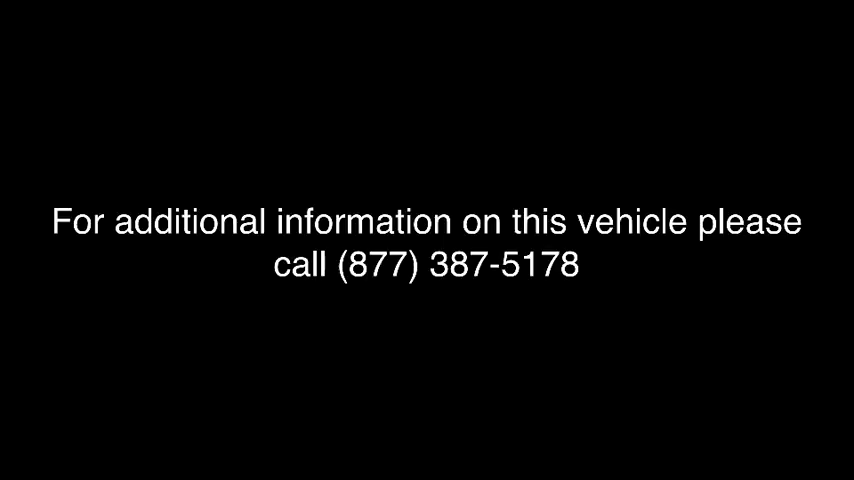 For additional information on this vehicle please
call (877) 387-5178